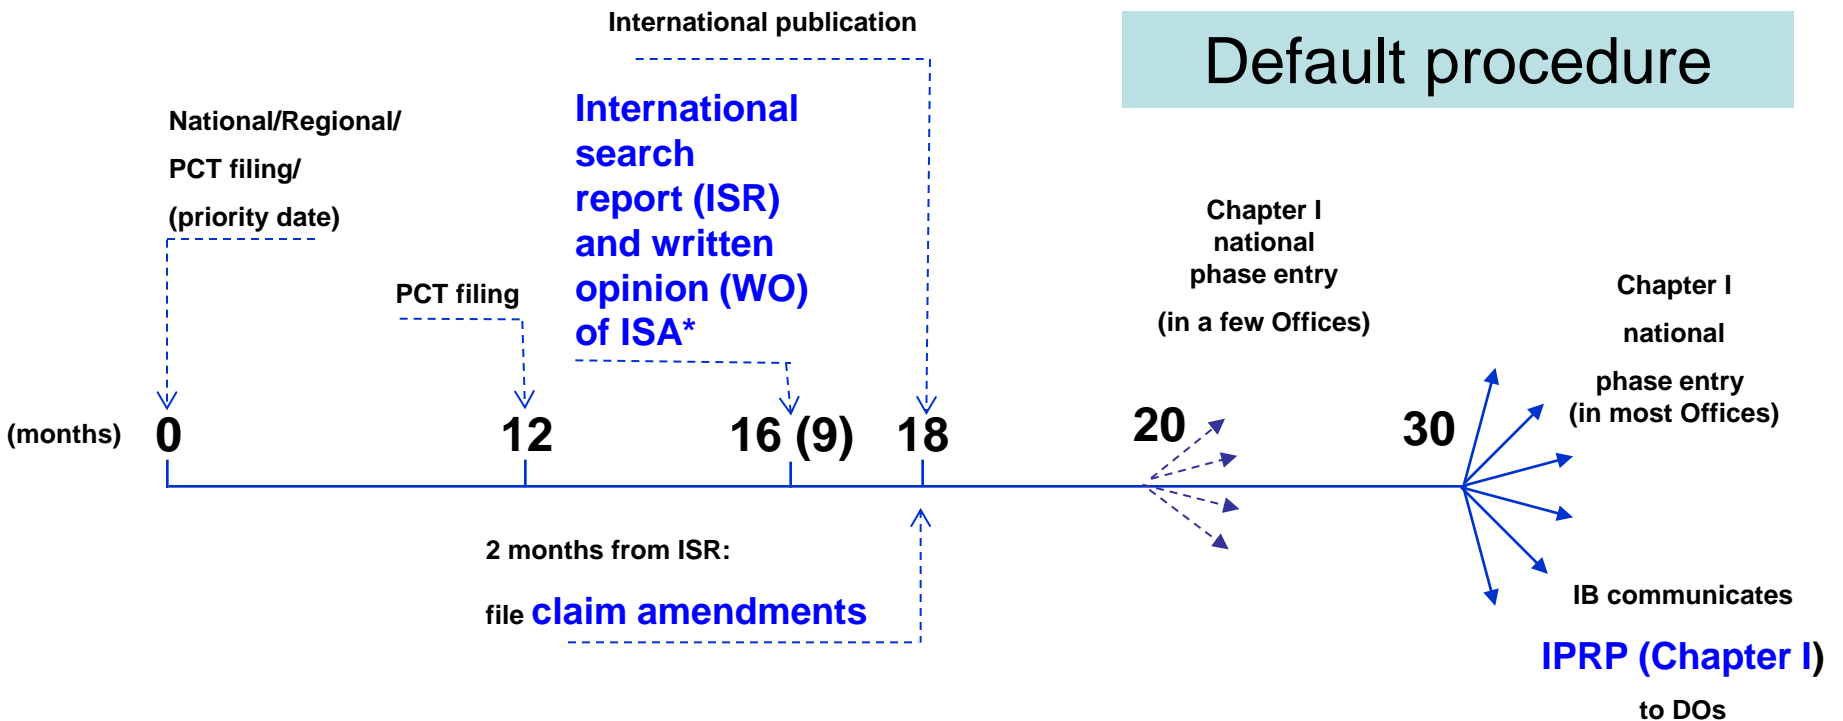 International publication
Default procedure
National/Regional/
PCT filing/
(priority date)
PCT filing
International
search
report (ISR)
and written
opinion (WO)
of ISA*
Chapter I
national
phase entry
(in a few Offices)
Chapter I
national
phase entry
(in most Offices)
(months) 0 12 16 (9) 18 20 30
2 months from ISR:
file claim amendments
IB communicates
IPRP (Chapter I)
to DOs